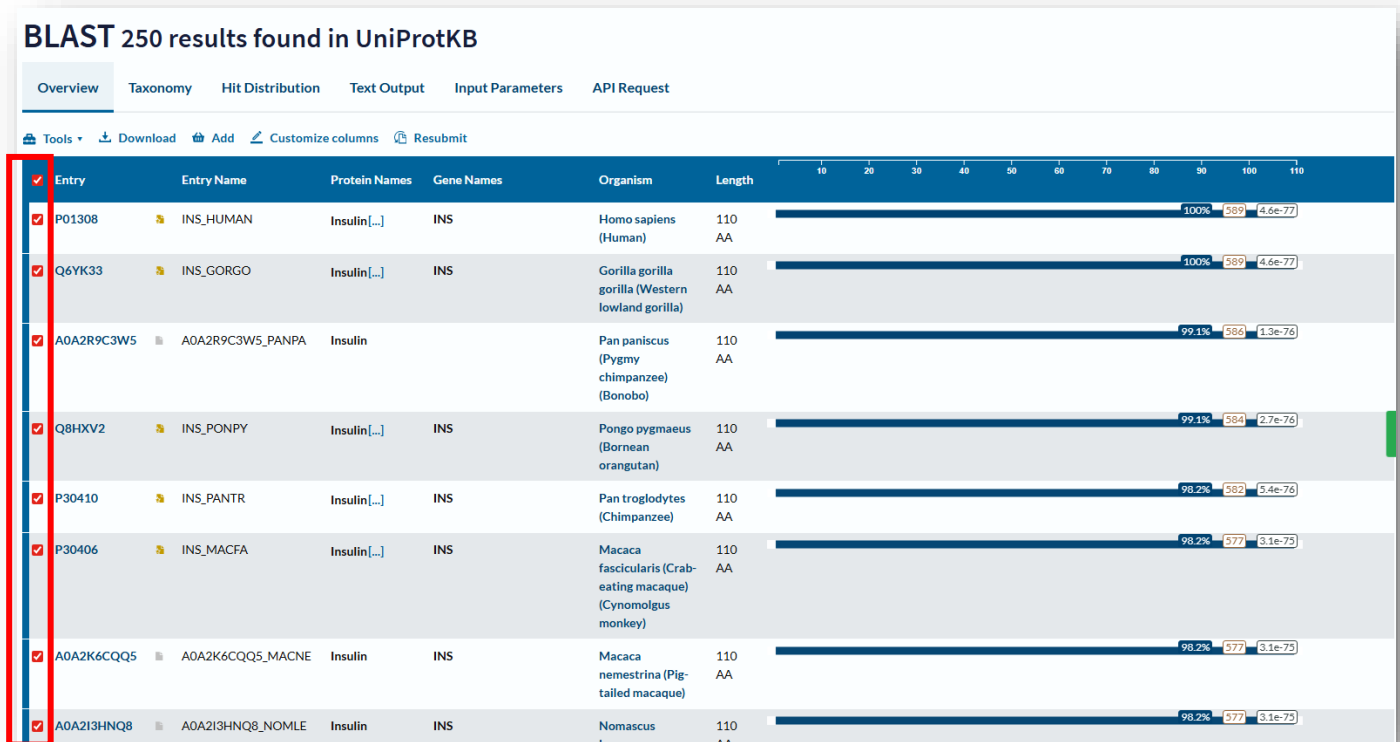 BLAST 250 results found in UniProtKB
Overview Taxonomy Hit Distribution Text Output Input Parameters API Request
Tools Download Add Customize columns Resubmit
10 20 30 40 50 60 70 80 90 100 110
Entry Entry Name Protein Names Gene Names Organism Length
P01308 INS_HUMAN Insulin[...] INS Homo sapiens 110 100% 589 4.6e-77
(Human) AA
Q6YK33 INS_GORGO Insulin[...] INS Gorilla gorilla 110 100% 589 4.6e-77
gorilla (Western AA
lowland gorilla)
A0A2R9C3W5 A0A2R9C3W5_PANPA Insulin Pan paniscus 110 99.1% 586 1.3e-76
(Pygmy AA
chimpanzee)
(Bonobo)
Q8HXV2 INS_PONPY Insulin[...] INS Pongo pygmaeus 110 99.1% 584 2.7e-76
(Bornean AA
orangutan)
P30410 INS_PANTR Insulin[...] INS Pan troglodytes 110 98.2% 582 5.4e-76
(Chimpanzee) AA
P30406 INS_MACFA Insulin[...] INS Macaca 110 98.2% 577 3.1e-75
fascicularis (Crab- AA
eating macaque)
(Cynomolgus
monkey)
A0A2K6CQQ5 A0A2K6CQQ5_MACNE Insulin INS Macaca 110 98.2% 577 3.1e-75
nemestrina (Pig- AA
tailed macaque)
A0A2I3HNQ8 A0A2I3HNQ8_NOMLE Insulin INS Nomascus 110 98.2% 577 3.1e-75